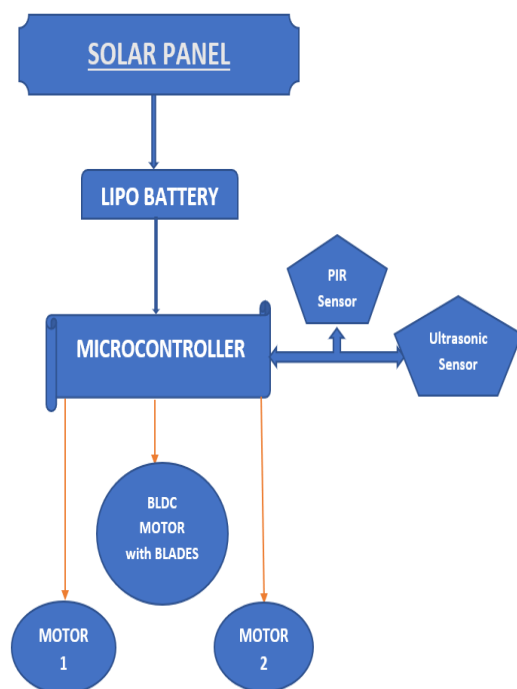 SOLAR PANEL
LIPO BATTERY
PIR
Sensor
MICROCONTROLLER
Ultrasonic
Sensor
BLDC
MOTOR
with BLADES
MOTOR
1
MOTOR
2